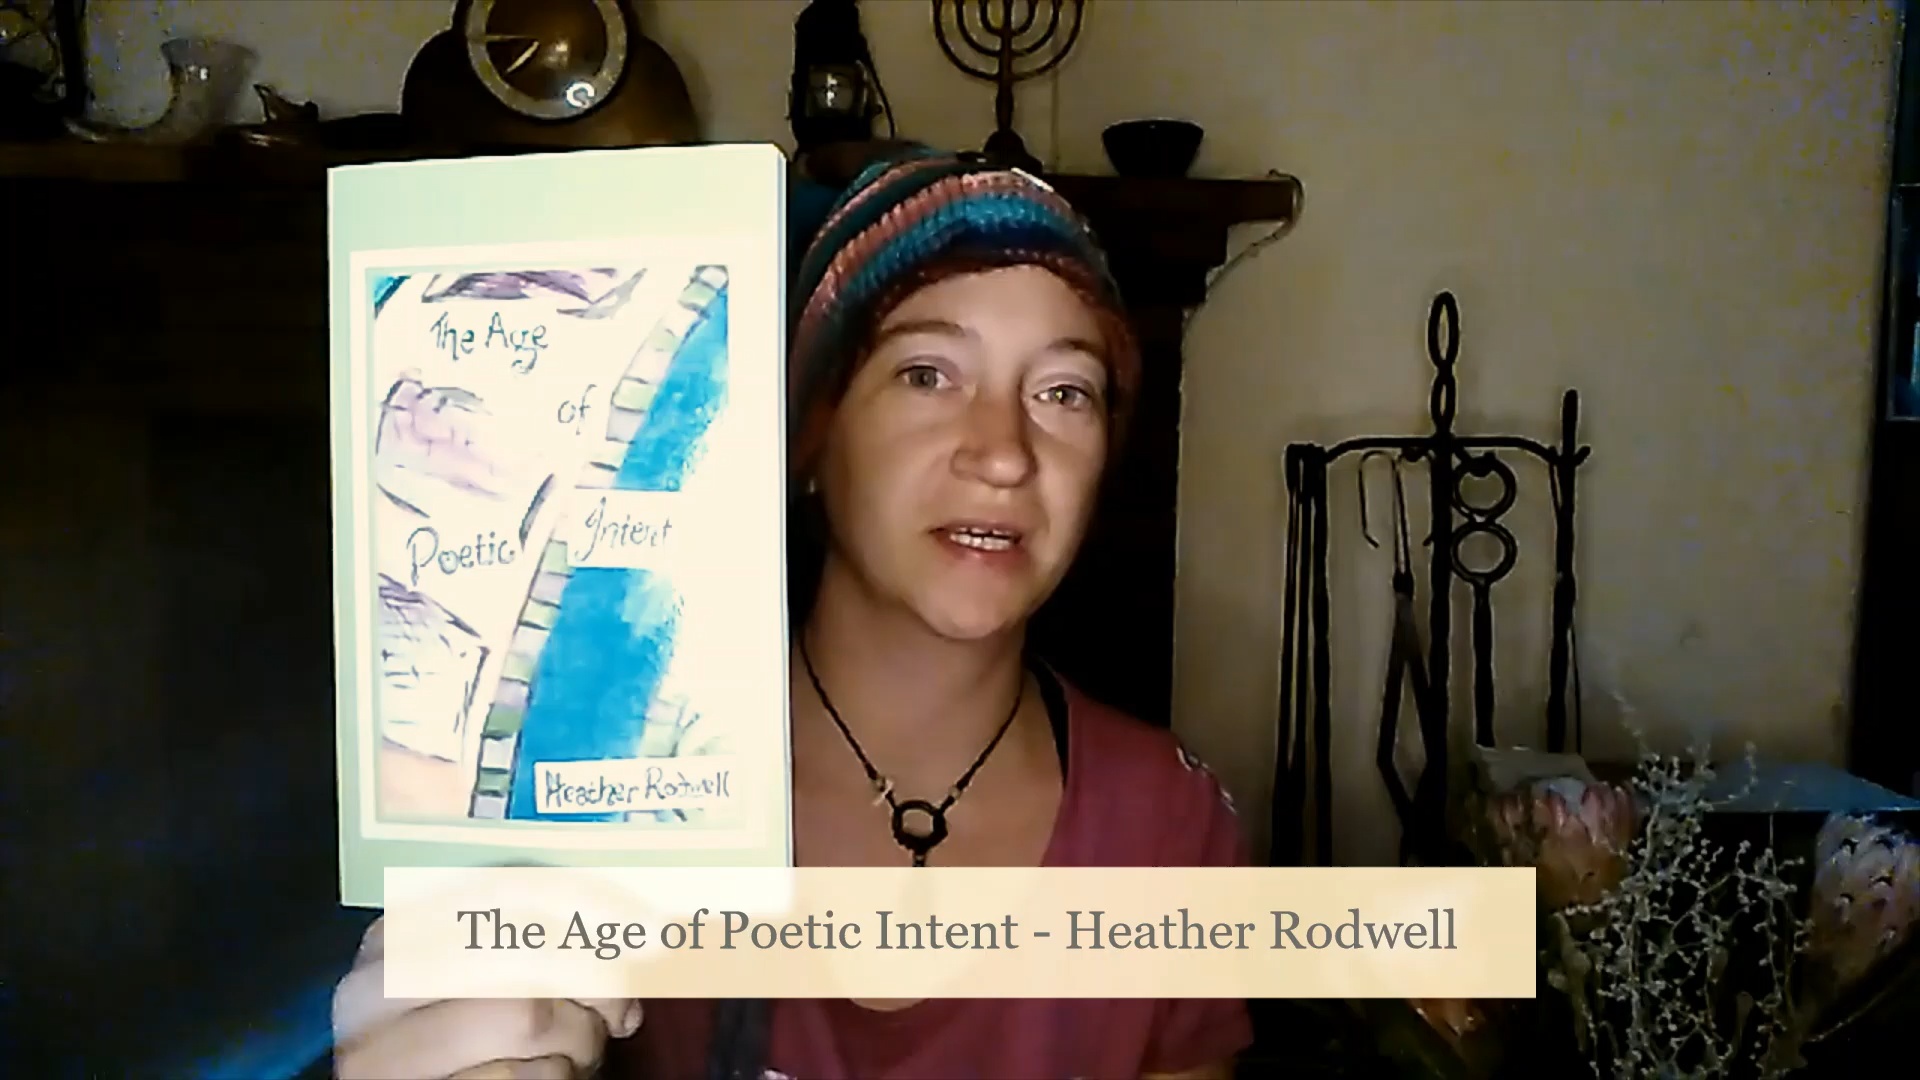 The Age
of
Poetic
Intent
Heather Rodwell
The Age of Poetic Intent - Heather Rodwell